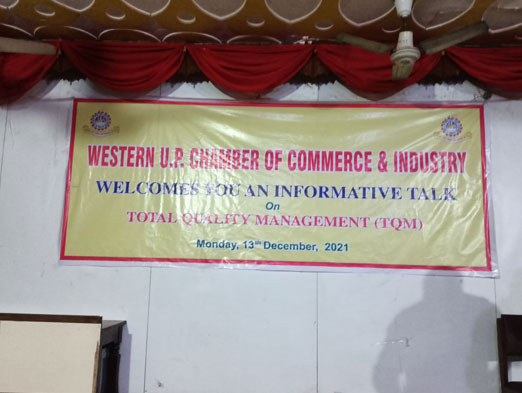 WESTERN U.P. CHAMBER OF COMMERCE & INDUSTRY
WELCOMES YOU AN INFORMATIVE TALK
On
TOTAL QUALITY MANAGEMENT (TQM)
Monday, 13th December, 2021